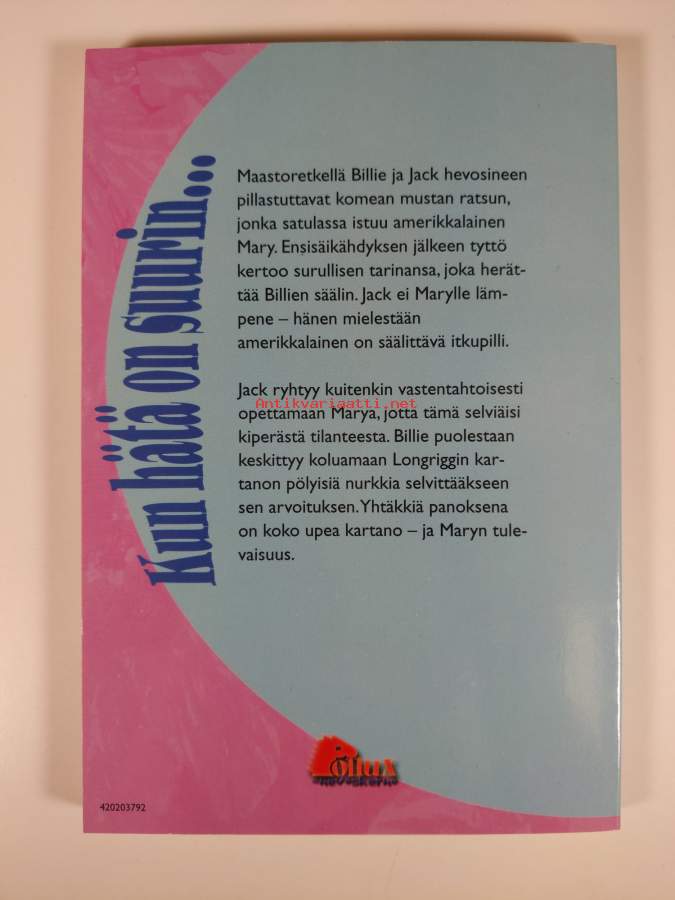 Kun hätä on suurin...
Maastoretkellä Billie ja Jack hevosineen
pillastuttavat komean mustan ratsun,
jonka satulassa istuu amerikkalainen
Mary. Ensisäikähdyksen jälkeen tyttö
kertoo surullisen tarinansa, joka herät-
tää Billien säälin. Jack ei Marylle läm-
pene – hänen mielestään
amerikkalainen on säälittävä itkupilli.
Jack ryhtyy kuitenkin vastentahtoisesti
Antikvariaatti.net
opettamaan Marya, jotta tämä selviäisi
kiperästä tilanteesta. Billie puolestaan
keskittyy koluamaan Longriggin kar-
tanon pölyisiä nurkkia selvittääkseen
sen arvoituksen. Yhtäkkiä panoksena
on koko upea kartano – ja Maryn tule-
vaisuus.
Pollux
HEVOSKERHO
420203792